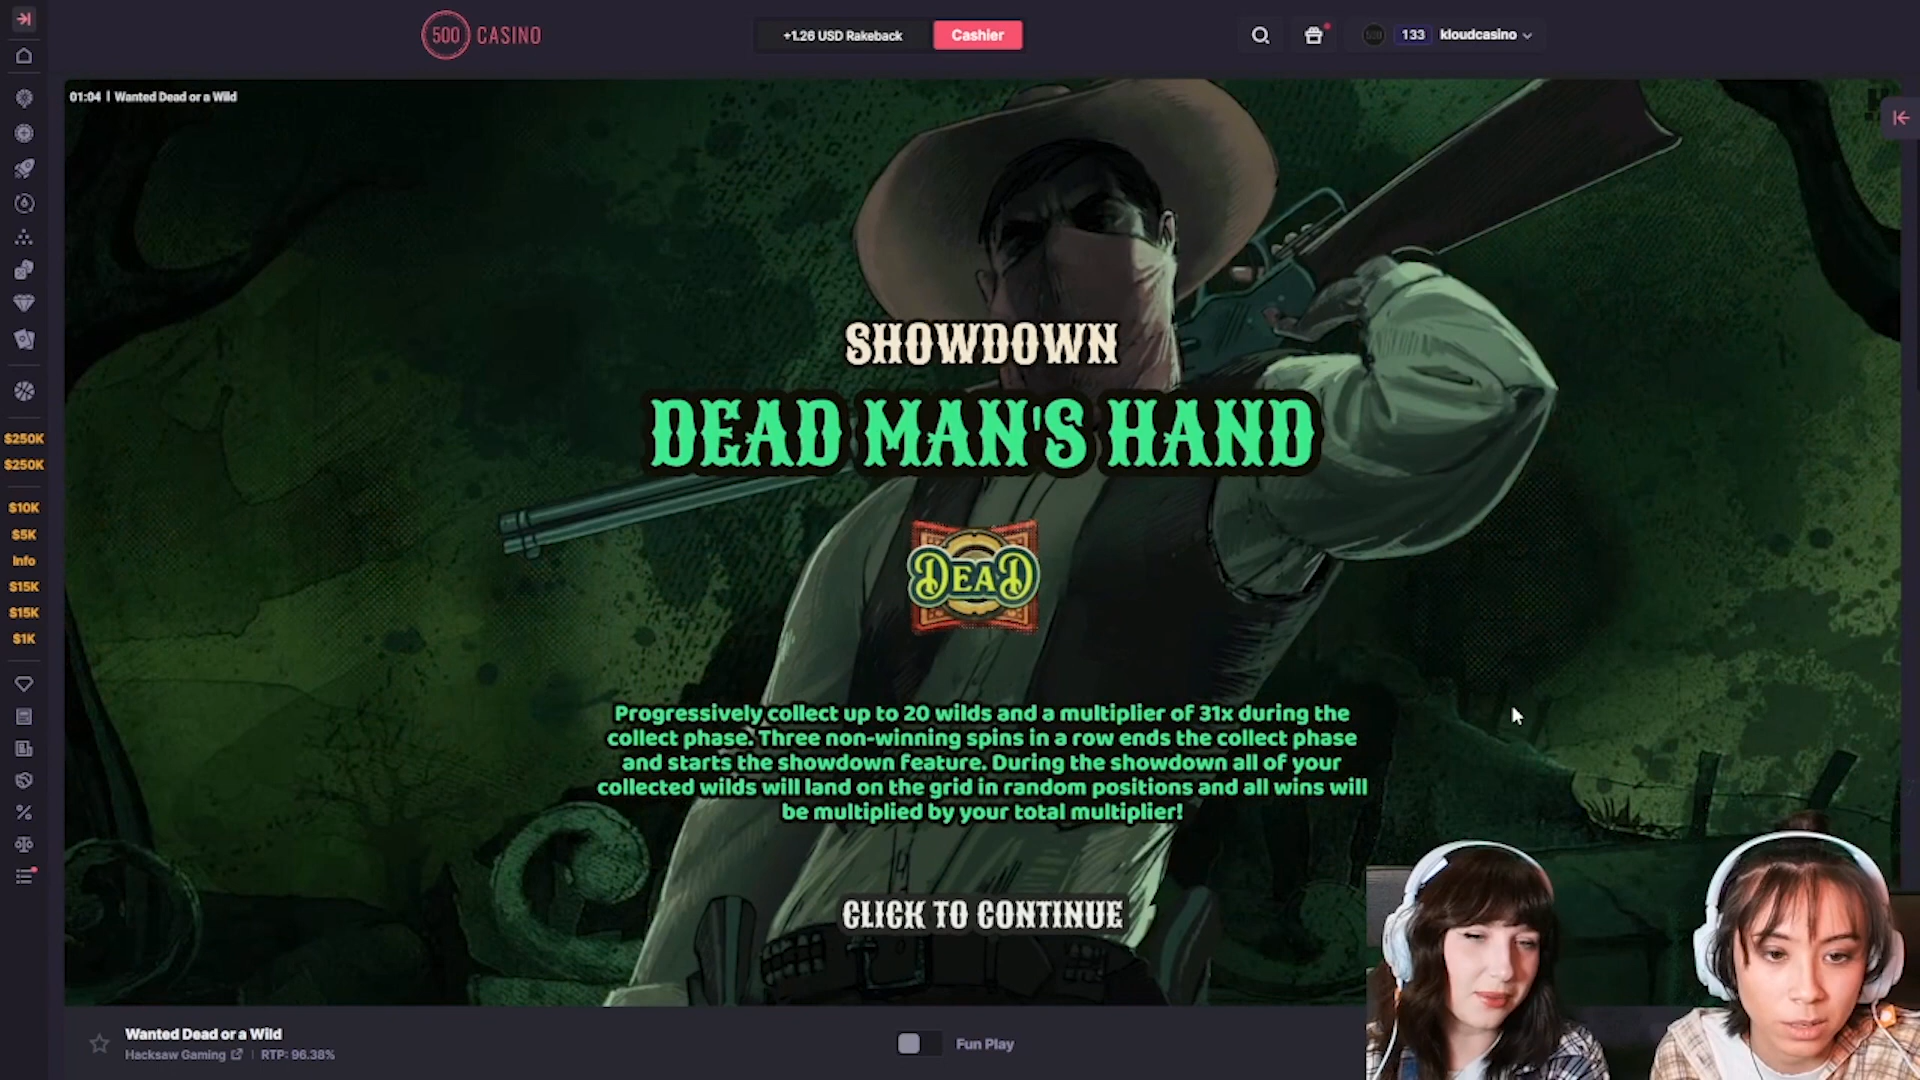 500 CASINO
+1.26 USD Rakeback
Cashier
133 kloudcasino
01:04 | Wanted Dead or a Wild
$250K
$250K
$10K
$5K
Info
$15K
$15K
$1K
SHOWDOWN
DEAD MAN'S HAND
DEAD
Progressively collect up to 20 wilds and a multiplier of 31x during the
collect phase. Three non-winning spins in a row ends the collect phase
and starts the showdown feature. During the showdown all of your
collected wilds will land on the grid in random positions and all wins will
be multiplied by your total multiplier!
CLICK TO CONTINUE
Wanted Dead or a Wild
Hacksaw Gaming | RTP: 96.38%
Fun Play